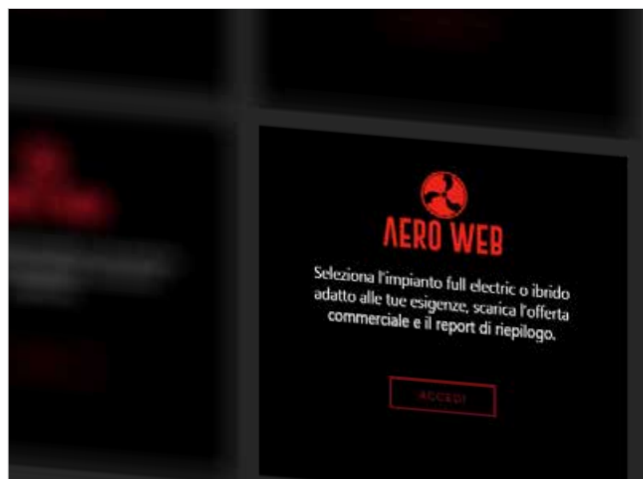 AERO WEB
Seleziona l'impianto full electric o ibrido
adatto alle tue esigenze, scarica l'offerta
commerciale e il report di riepilogo.
ACCEDI